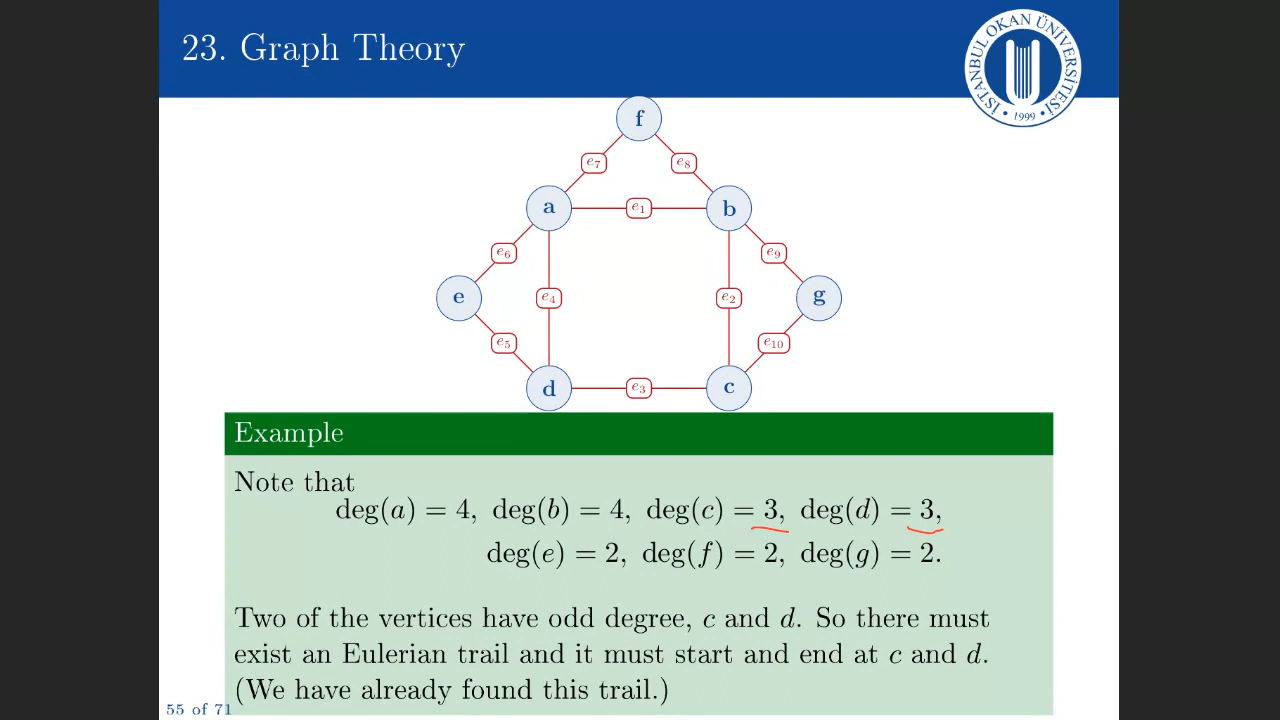 23. Graph Theory
İSTANBUL OKAN ÜNİVERSİTESİ
• 1999 •
f
e7 e8
a e1 b
e6 e9
e e4 e2 g
e5 e10
d e3 c
Example
Note that
deg(a) = 4, deg(b) = 4, deg(c) = 3, deg(d) = 3,
deg(e) = 2, deg(f) = 2, deg(g) = 2.
Two of the vertices have odd degree, c and d. So there must
exist an Eulerian trail and it must start and end at c and d.
(We have already found this trail.)
55 of 71